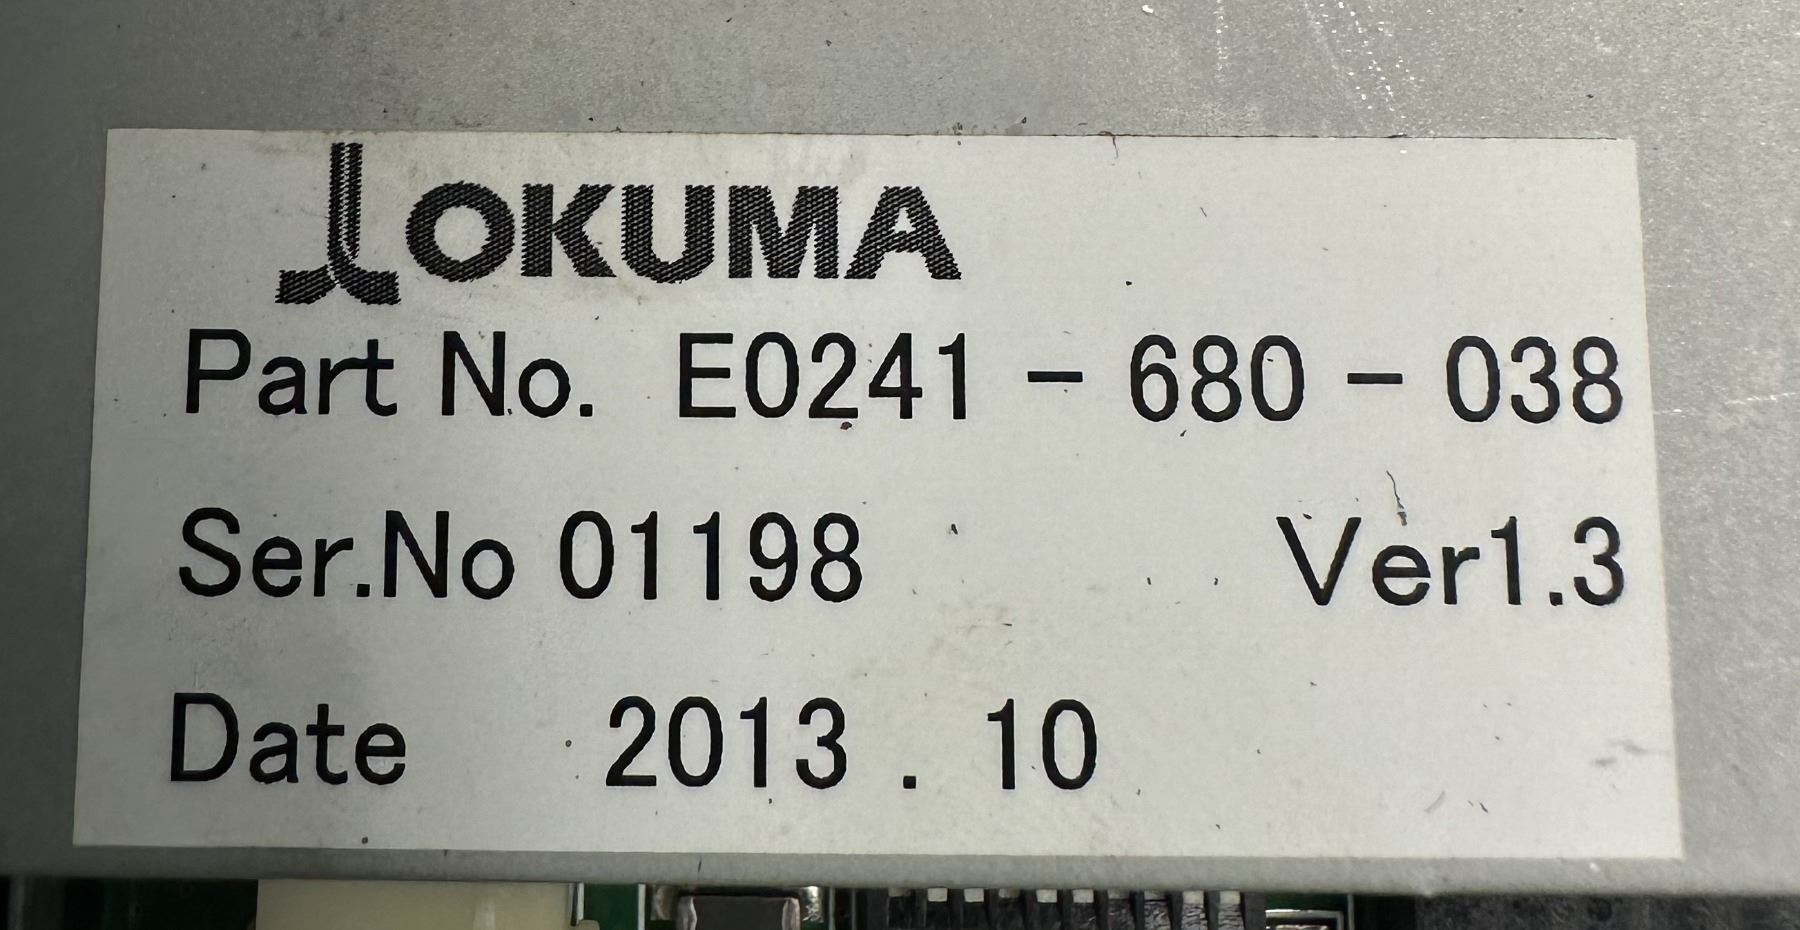 OKUMA
Part No. E0241-680-038
Ser.No 01198 Ver1.3
Date 2013.10